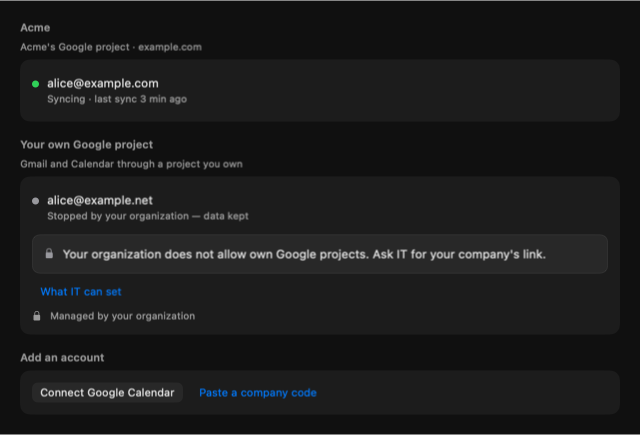 Acme
Acme's Google project · example.com
alice@example.com
Syncing · last sync 3 min ago
Your own Google project
Gmail and Calendar through a project you own
alice@example.net
Stopped by your organization — data kept
Your organization does not allow own Google projects. Ask IT for your company's link.
What IT can set
Managed by your organization
Add an account
Connect Google Calendar
Paste a company code